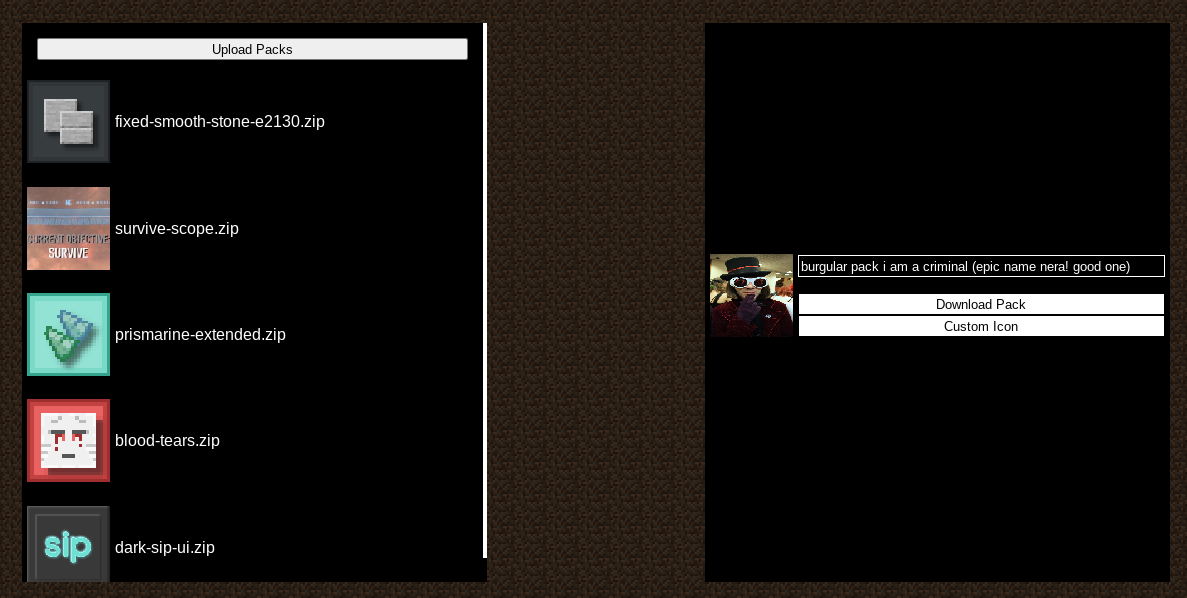 Upload Packs
fixed-smooth-stone-e2130.zip
CURRENT OBJECTIVE
SURVIVE
survive-scope.zip
prismarine-extended.zip
blood-tears.zip
sip
dark-sip-ui.zip
burgular pack i am a criminal (epic name nera! good one)
Download Pack
Custom Icon